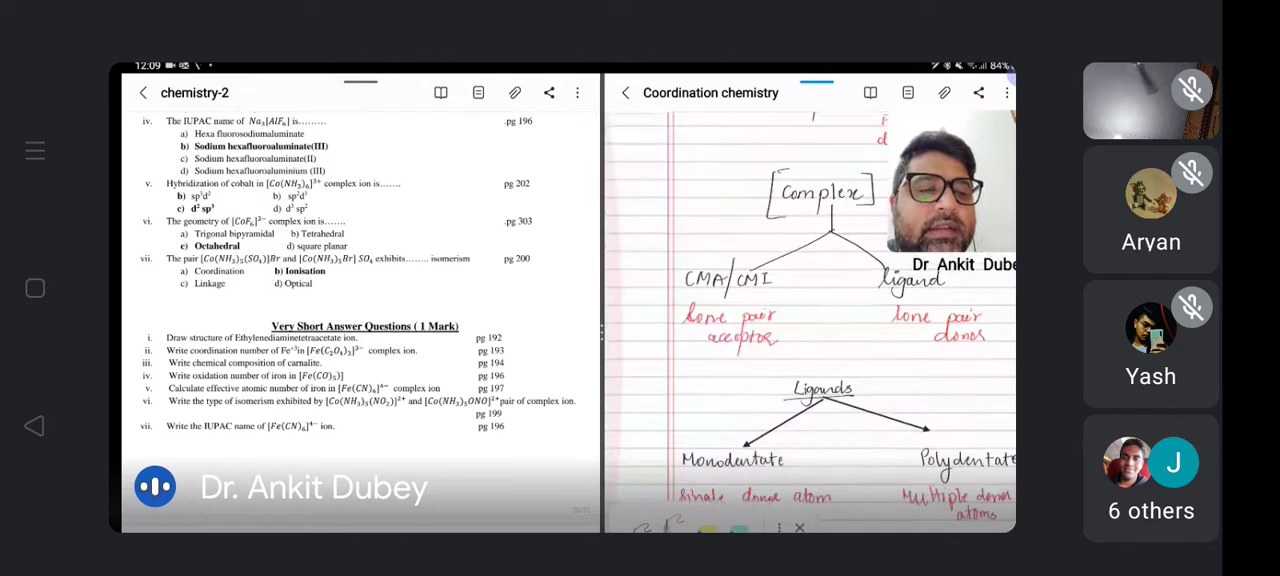 12:09
84%
chemistry-2
Coordination chemistry
iv. The IUPAC name of Na₃[AlF₆] is......... .pg 196
a) Hexa fluorosodiumaluminate
b) Sodium hexafluoroaluminate(III)
c) Sodium hexafluoroaluminate(II)
d) Sodium hexafluoroaluminium (III)
v. Hybridization of cobalt in [Co(NH₃)₆]³⁺ complex ion is....... pg 202
b) sp³d² b) sp²d³
c) d² sp³ d) d³ sp²
vi. The geometry of [CoF₆]³⁻ complex ion is....... .pg 303
a) Trigonal bipyramidal b) Tetrahedral
c) Octahedral d) square planar
vii. The pair [Co(NH₃)₅(SO₄)]Br and [Co(NH₃)₅Br] SO₄ exhibits........ isomerism pg 200
a) Coordination b) Ionisation
c) Linkage d) Optical
Very Short Answer Questions ( 1 Mark)
i. Draw structure of Ethylenediaminetetraacetate ion. pg 192
ii. Write coordination number of Fe⁺³in [Fe(C₂O₄)₃]³⁻ complex ion. pg 193
iii. Write chemical composition of carnalite. pg 194
iv. Write oxidation number of iron in [Fe(CO)₅)] pg 196
v. Calculate effective atomic number of iron in [Fe(CN)₆]⁴⁻ complex ion pg 197
vi. Write the type of isomerism exhibited by [Co(NH₃)₅(NO₂)]²⁺ and [Co(NH₃)₅ONO]²⁺pair of complex ion.
pg 199
vii. Write the IUPAC name of [Fe(CN)₆]⁴⁻ ion. pg 196
Dr. Ankit Dubey
d
[Complex]
CMA/CMI ligand
lone pair lone pair
acceptor donor
Ligands
Monodentate Polydentate
Single donor atom Multiple donor
atoms
Dr Ankit Dube
Aryan
Yash
J
6 others